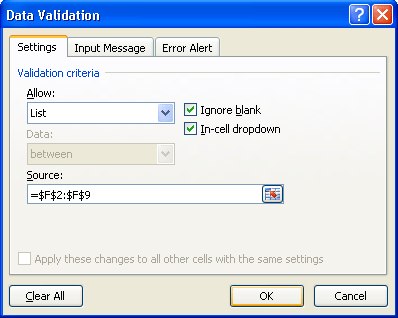 Data Validation
Settings
Input Message
Error Alert
Validation criteria
Allow:
List
Ignore blank
In-cell dropdown
Data:
between
Source:
=$F$2:$F$9
Apply these changes to all other cells with the same settings
Clear All
OK
Cancel